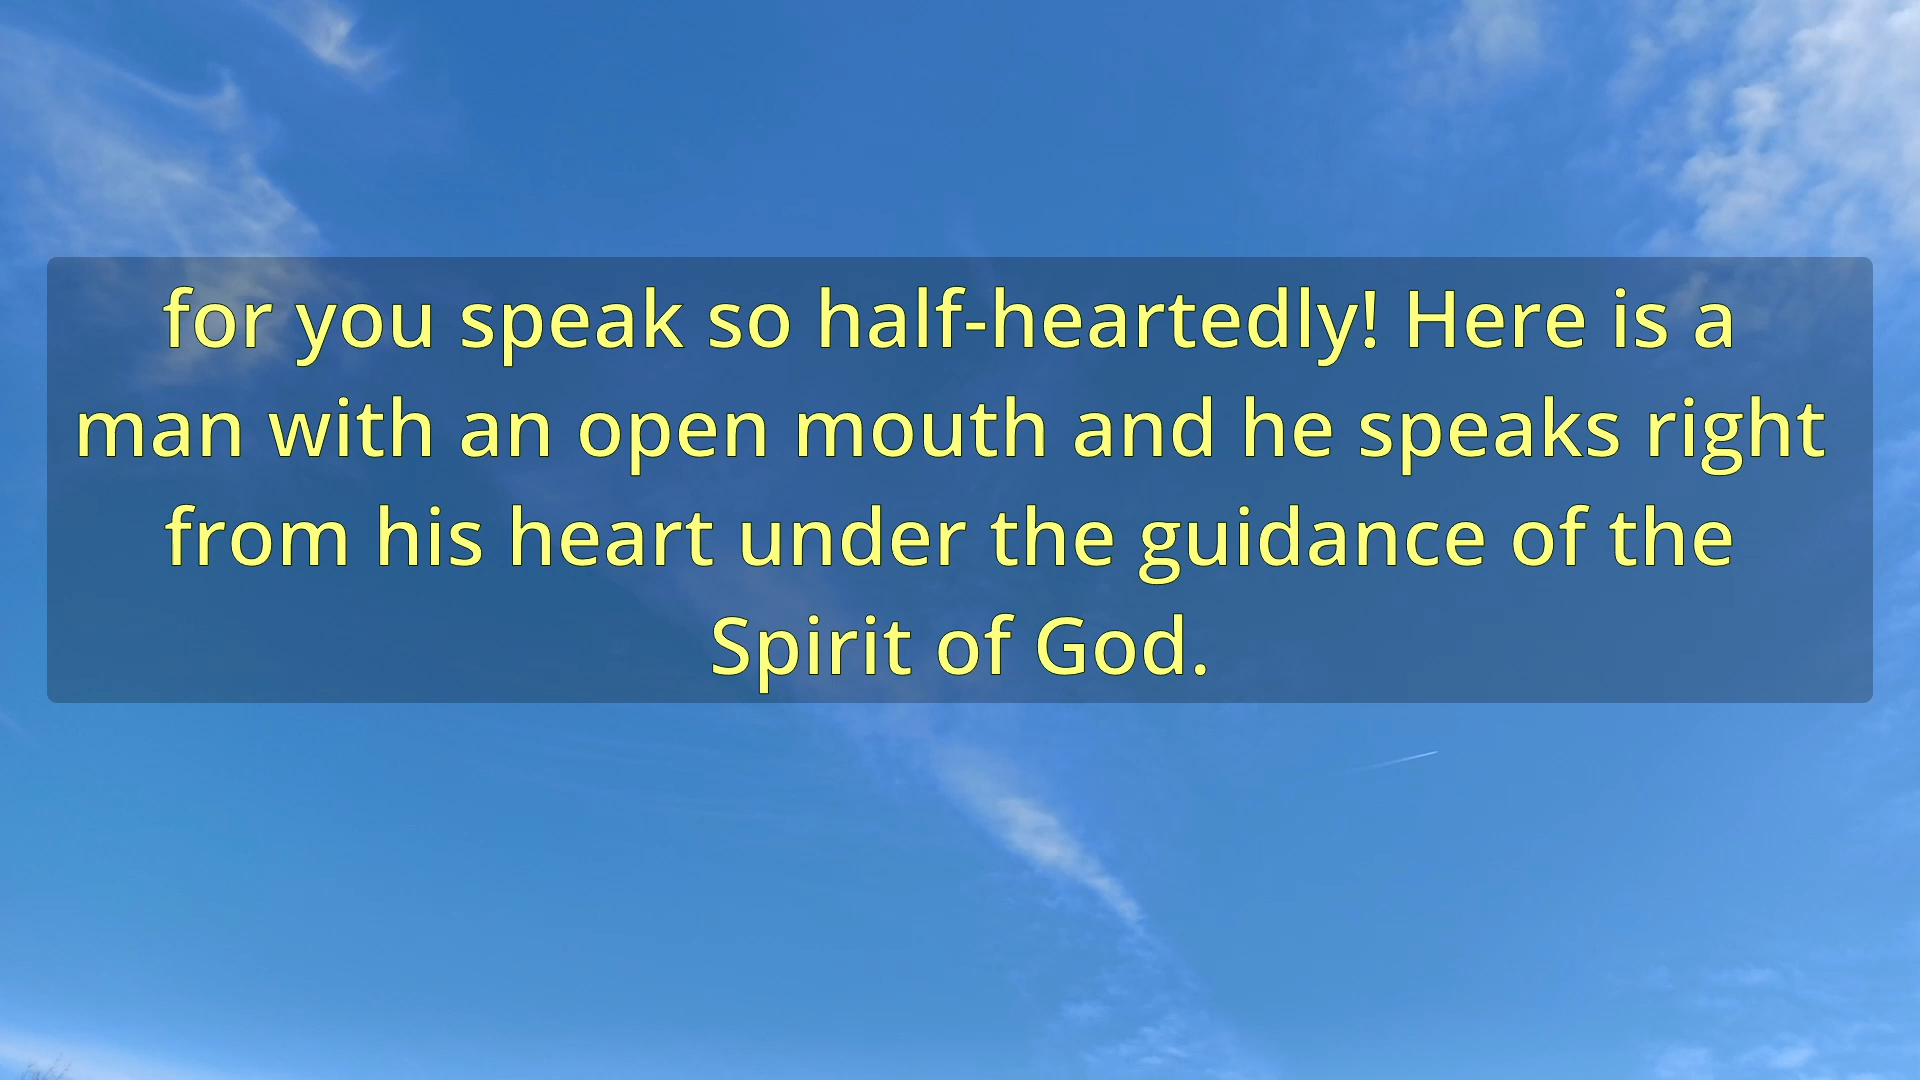 for you speak so half-heartedly! Here is a
man with an open mouth and he speaks right
from his heart under the guidance of the
Spirit of God.